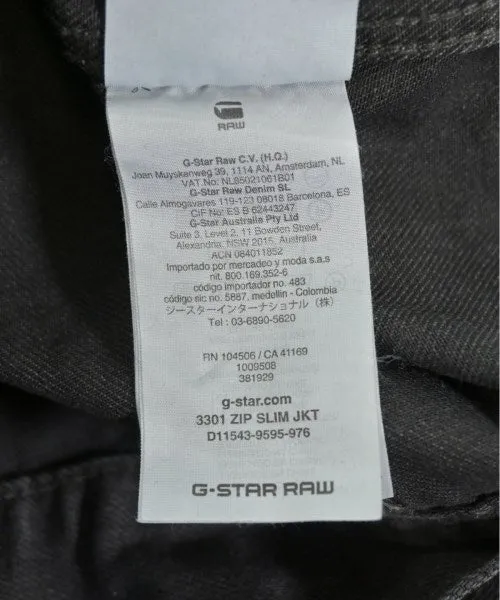 RAW
G-Star Raw C.V. (H.Q.)
Joan Muyskenweg 39, 1114 AN, Amsterdam, NL
VAT.No: NL85021061B01
G-Star Raw Denim SL
Calle Almogavares 119-123 08018 Barcelona, ES
CIF No: ES B 62443247
G-Star Australia Pty Ltd
Suite 3, Level 2, 11 Bowden Street,
Alexandria, NSW 2015, Australia
ACN 084011852
Importado por mercadeo y moda s.a.s
nit. 800.169.352-6
código importador no. 483
código sic no. 5887, medellin - Colombia
ジースターインターナショナル（株）
Tel : 03-6890-5620
RN 104506 / CA 41169
1009508
381929
g-star.com
3301 ZIP SLIM JKT
D11543-9595-976
G-STAR RAW